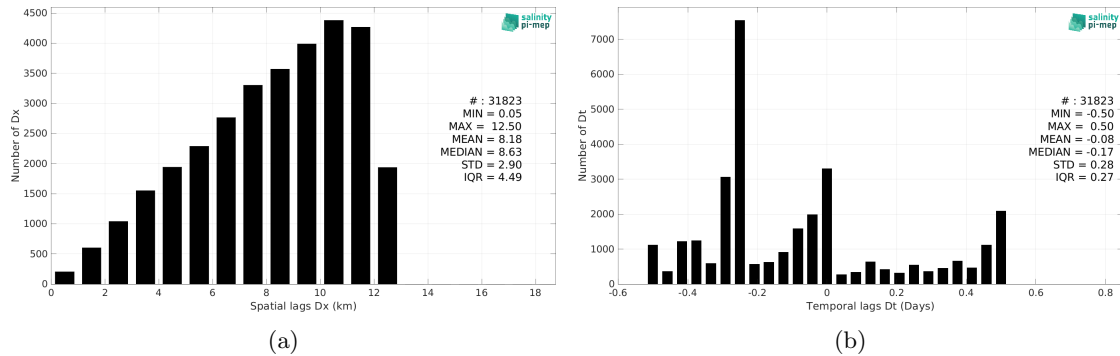 4500
4000
3500
3000
2500
2000
1500
1000
500
0
Number of Dx
0 2 4 6 8 10 12 14 16 18
Spatial lags Dx (km)
salinity
pi-mep
# : 31823
MIN = 0.05
MAX = 12.50
MEAN = 8.18
MEDIAN = 8.63
STD = 2.90
IQR = 4.49
(a)
7000
6000
5000
4000
3000
2000
1000
0
Number of Dt
-0.6 -0.4 -0.2 0 0.2 0.4 0.6 0.8
Temporal lags Dt (Days)
salinity
pi-mep
# : 31823
MIN = -0.50
MAX = 0.50
MEAN = -0.08
MEDIAN = -0.17
STD = 0.28
IQR = 0.27
(b)